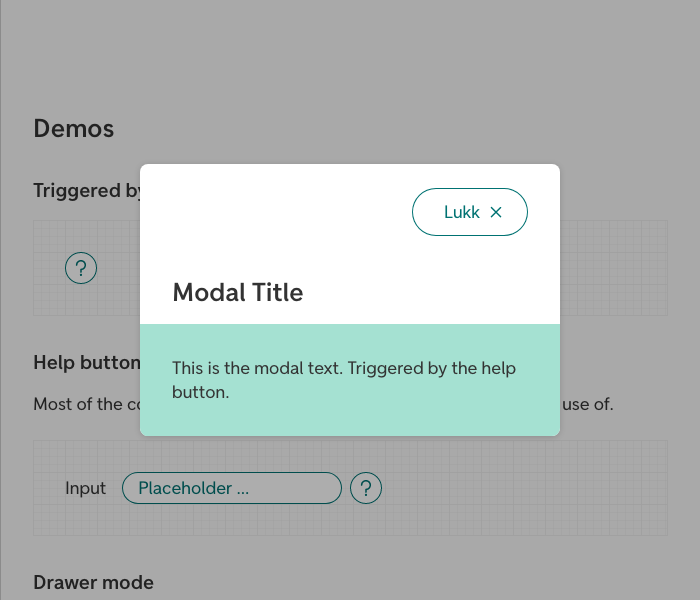 Demos
Triggered by
Lukk
?
Modal Title
Help button
This is the modal text. Triggered by the help
button.
Most of the
use of.
Input
Placeholder ...
?
Drawer mode